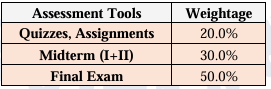 Assessment Tools Weightage
Quizzes, Assignments 20.0%
Midterm (I+II) 30.0%
Final Exam 50.0%